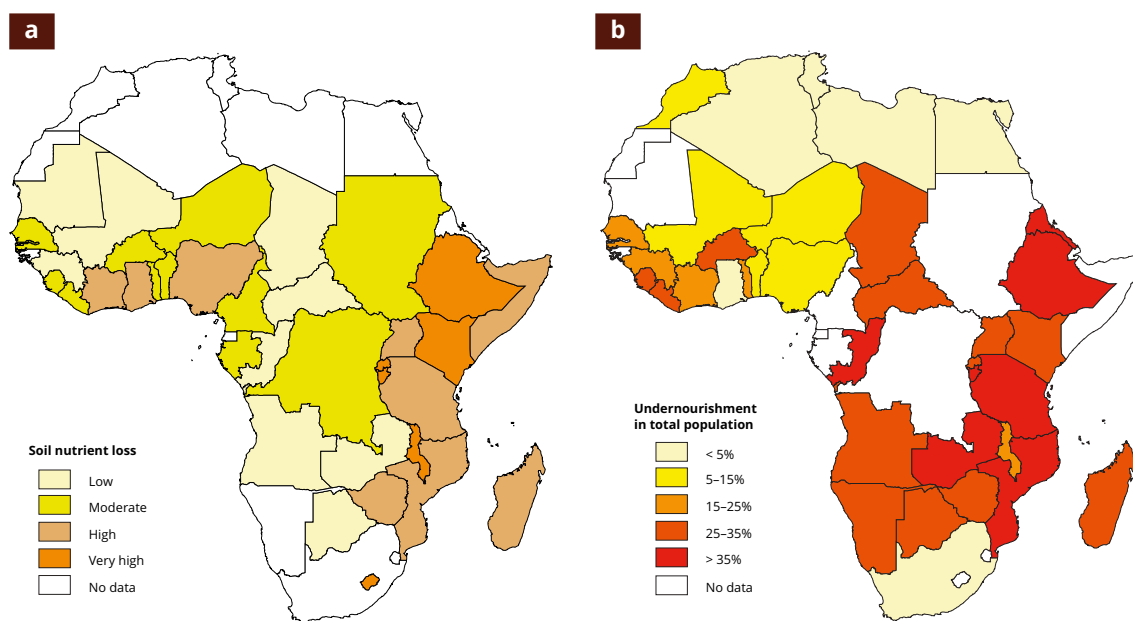 a
Soil nutrient loss
Low
Moderate
High
Very high
No data
b
Undernourishment
in total population
< 5%
5–15%
15–25%
25–35%
> 35%
No data